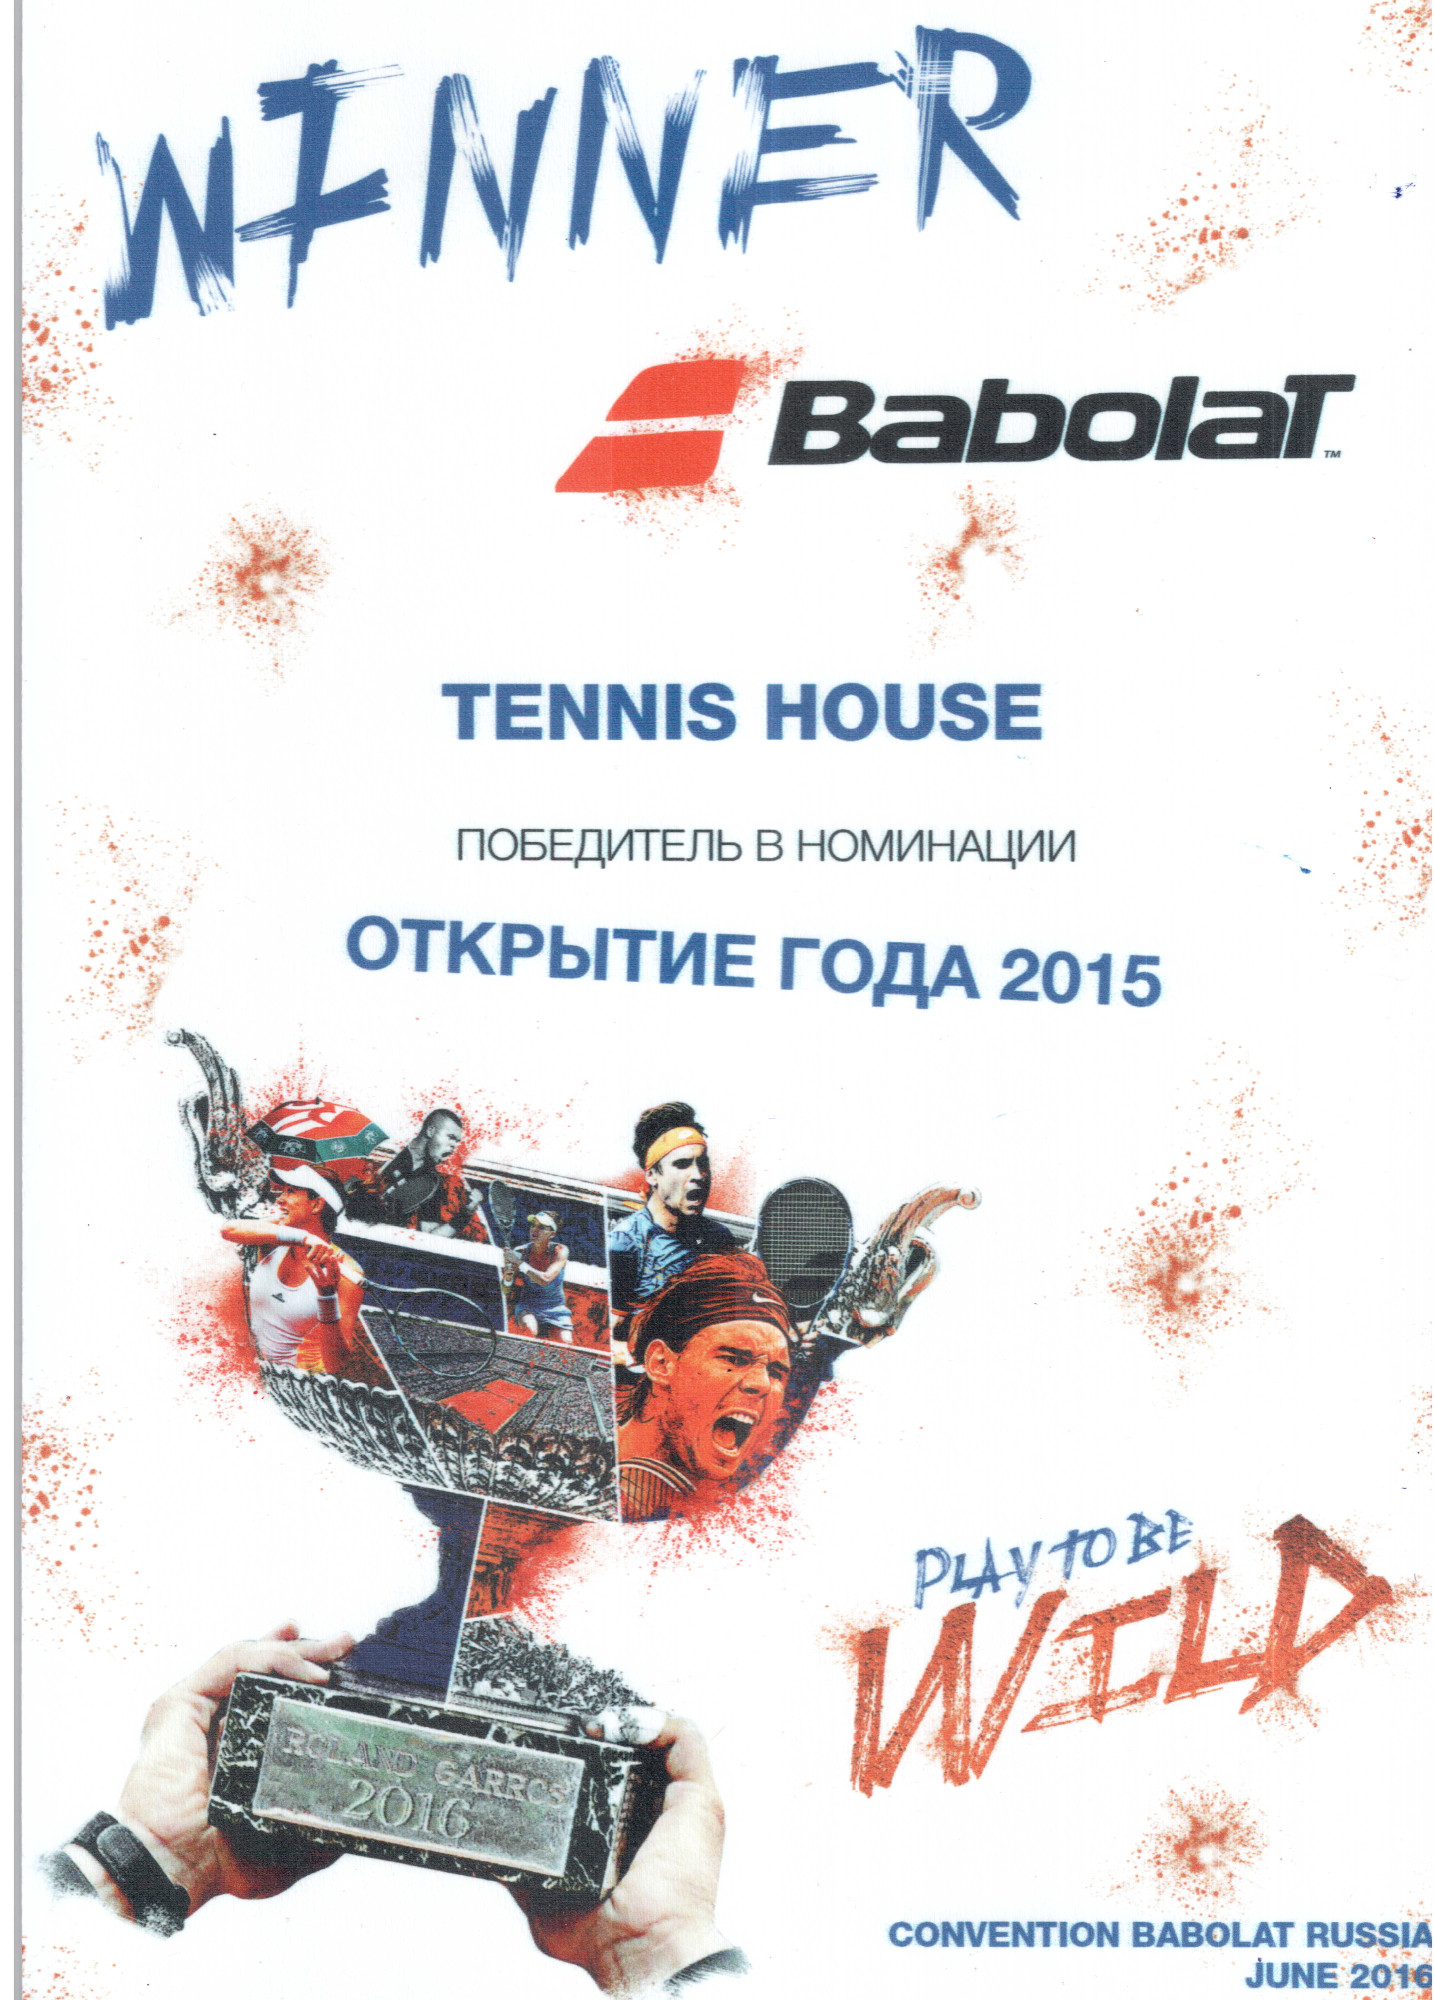 WINNER
BabolaT™
TENNIS HOUSE
ПОБЕДИТЕЛЬ В НОМИНАЦИИ
ОТКРЫТИЕ ГОДА 2015
PLAY TO BE
WILD
ROLAND GARROS
2016
CONVENTION BABOLAT RUSSIA
JUNE 2016